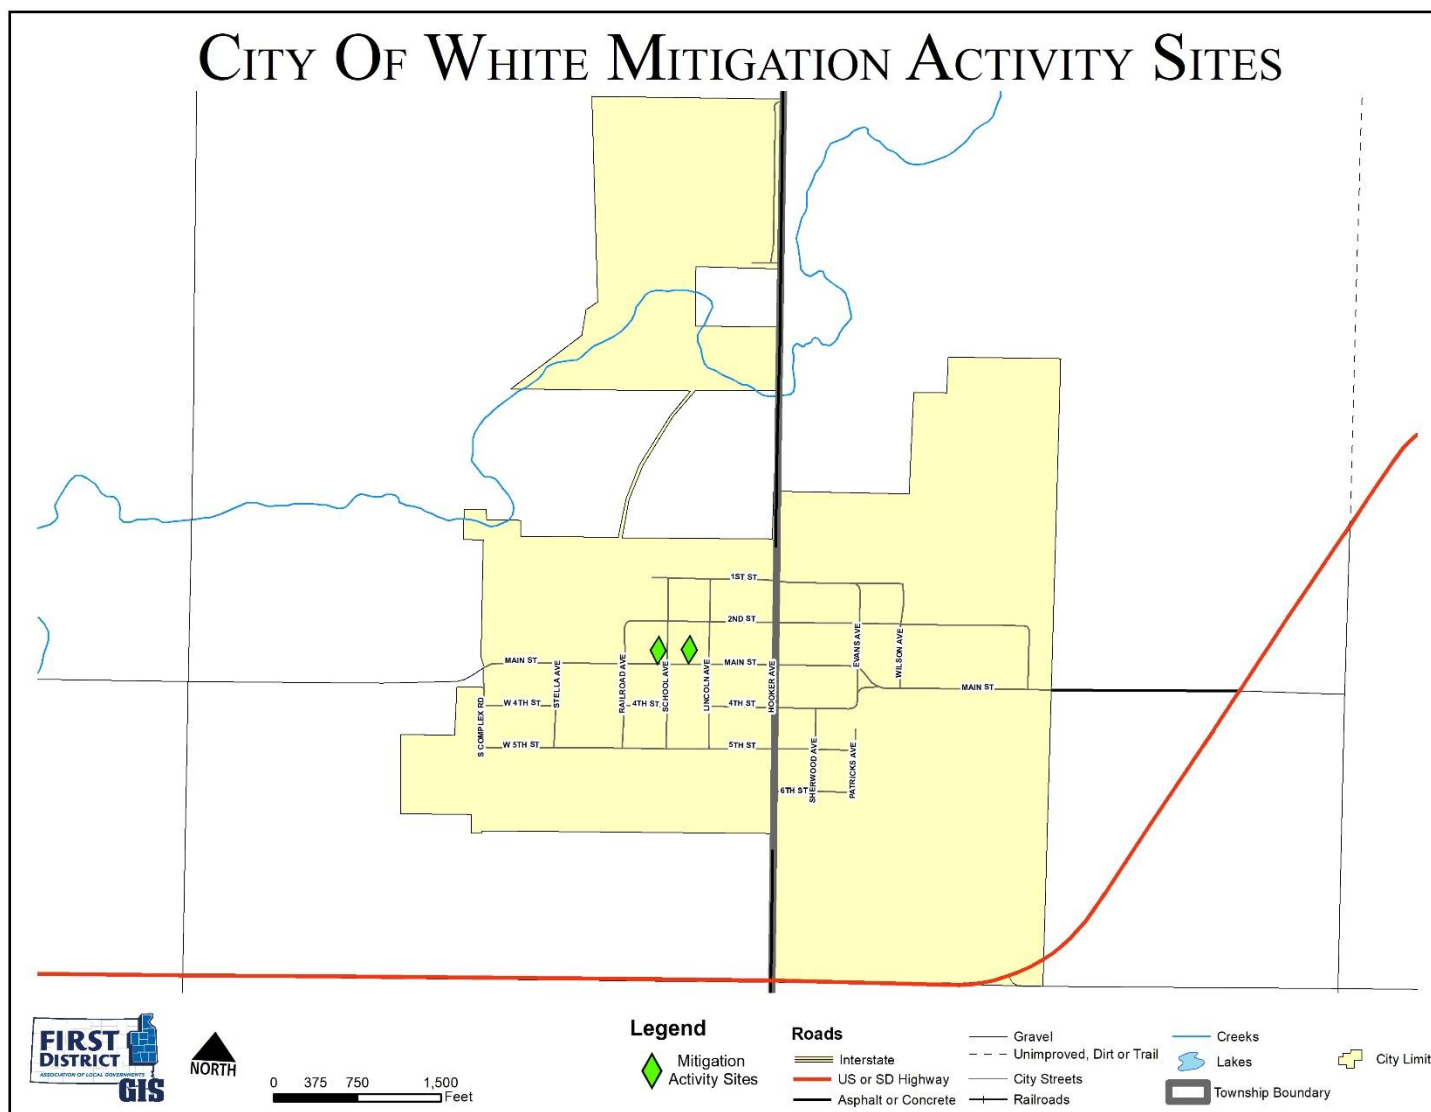 CITY OF WHITE MITIGATION ACTIVITY SITES
1ST ST
2ND ST
EVANS AVE
WILSON AVE
MAIN ST
STELLA AVE
RAILROAD AVE
SCHOOL AVE
LINCOLN AVE
MAIN ST
HOOKER AVE
MAIN ST
S COMPLEX RD
W 4TH ST
4TH ST
4TH ST
W 5TH ST
5TH ST
SHERWOOD AVE
PATRICKS AVE
6TH ST
FIRST
DISTRICT
ASSOCIATION OF LOCAL GOVERNMENTS
GIS
NORTH
0 375 750 1,500
Feet
Legend
Mitigation
Activity Sites
Roads
Interstate
US or SD Highway
Asphalt or Concrete
Gravel
Unimproved, Dirt or Trail
City Streets
Railroads
Creeks
Lakes
Township Boundary
City Limit